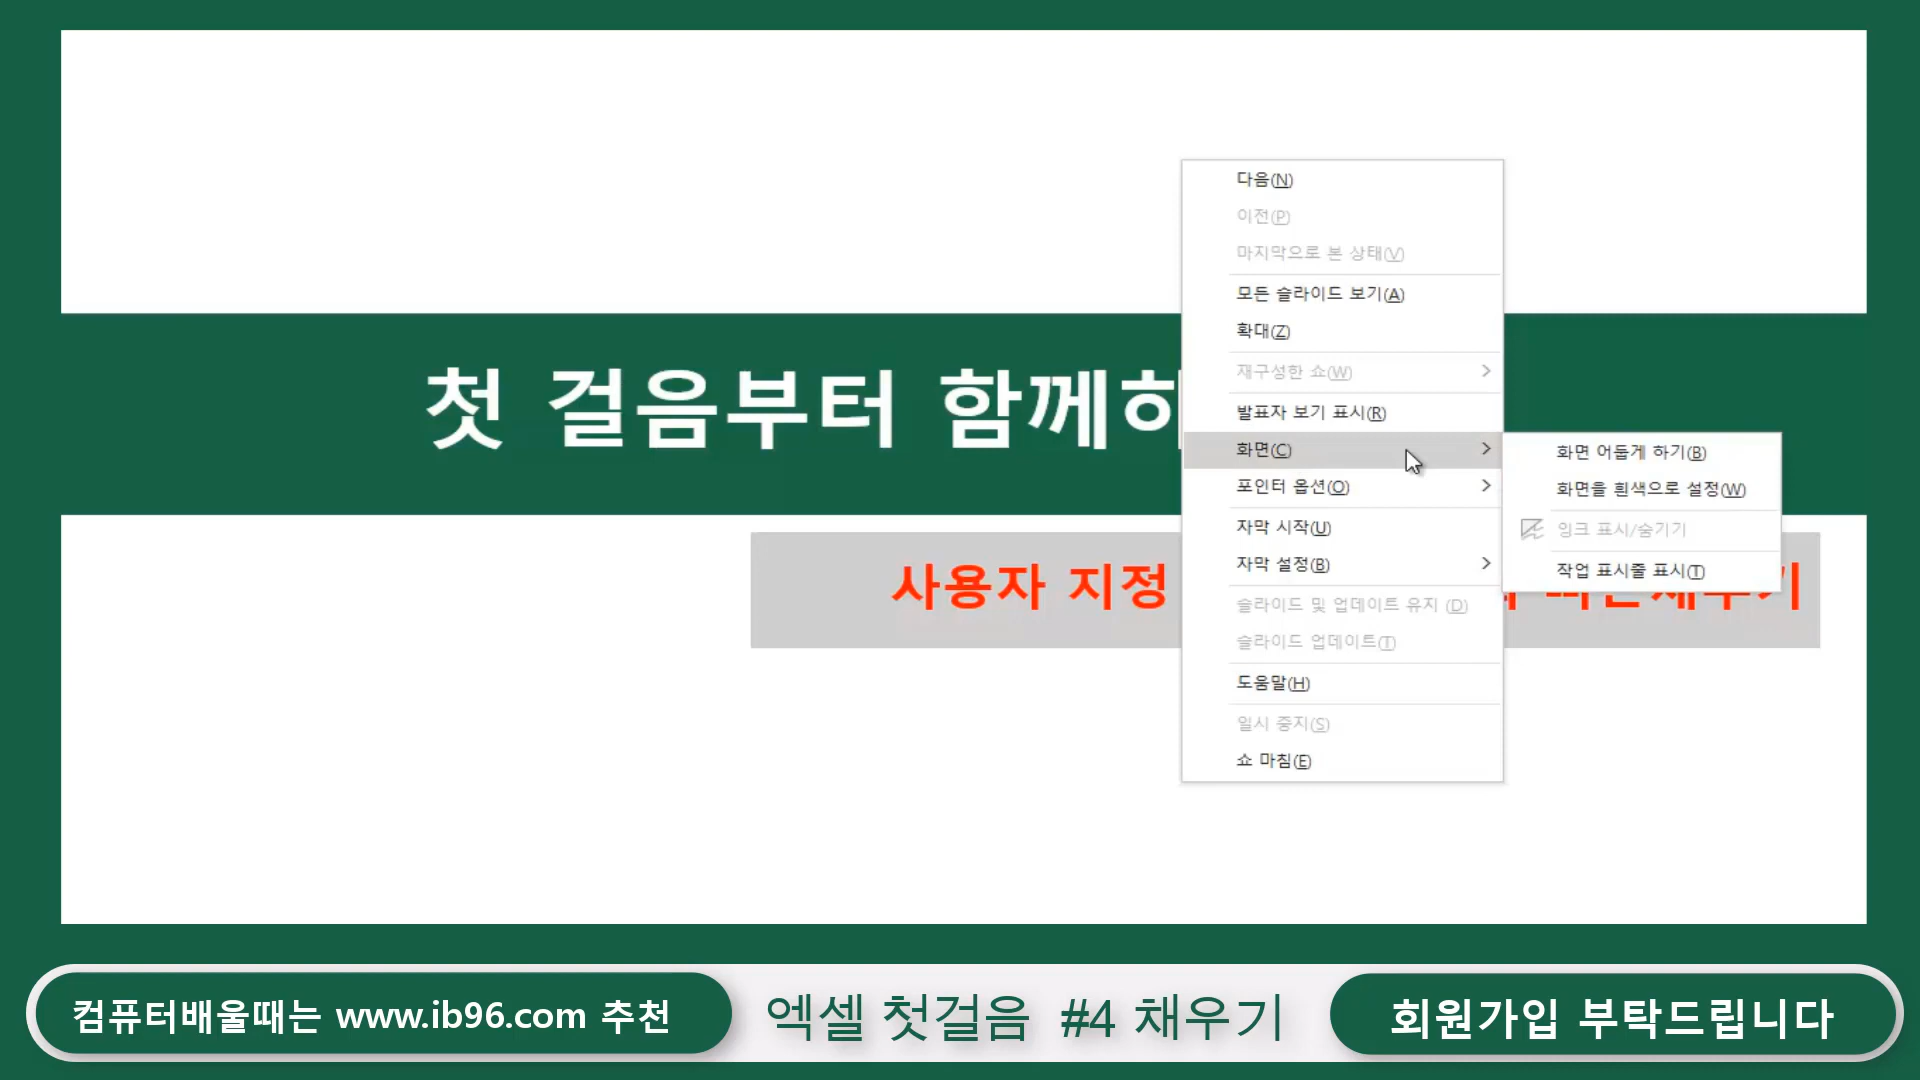 첫 걸음부터 함께하
사용자 지정
빠른채우기
다음(N)
이전(P)
마지막으로 본 상태(V)
모든 슬라이드 보기(A)
확대(Z)
재구성한 쇼(W)
발표자 보기 표시(R)
화면(C)
포인터 옵션(O)
자막 시작(U)
자막 설정(B)
슬라이드 및 업데이트 유지 (D)
슬라이드 업데이트(T)
도움말(H)
일시 중지(S)
쇼 마침(E)
화면 어둡게 하기(B)
화면을 흰색으로 설정(W)
잉크 표시/숨기기
작업 표시줄 표시(T)
컴퓨터배울때는 www.ib96.com 추천
엑셀 첫걸음 #4 채우기
회원가입 부탁드립니다